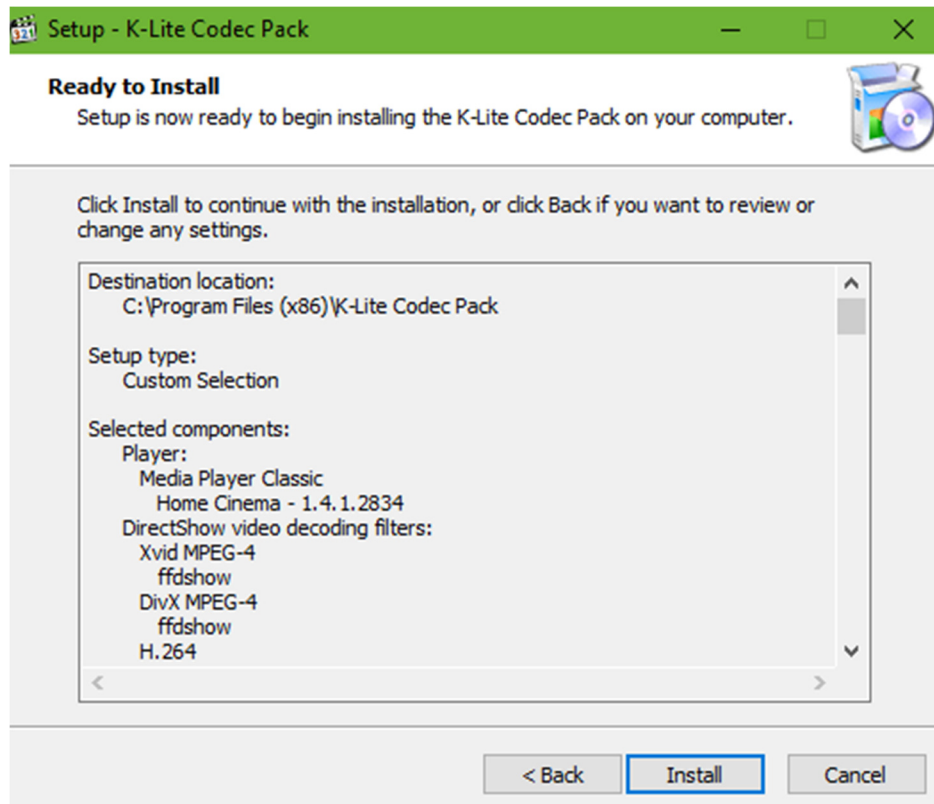 Setup - K-Lite Codec Pack
Ready to Install
Setup is now ready to begin installing the K-Lite Codec Pack on your computer.
Click Install to continue with the installation, or click Back if you want to review or
change any settings.
Destination location:
C:\Program Files (x86)\K-Lite Codec Pack
Setup type:
Custom Selection
Selected components:
Player:
Media Player Classic
Home Cinema - 1.4.1.2834
DirectShow video decoding filters:
Xvid MPEG-4
ffdshow
DivX MPEG-4
ffdshow
H.264
< Back Install Cancel